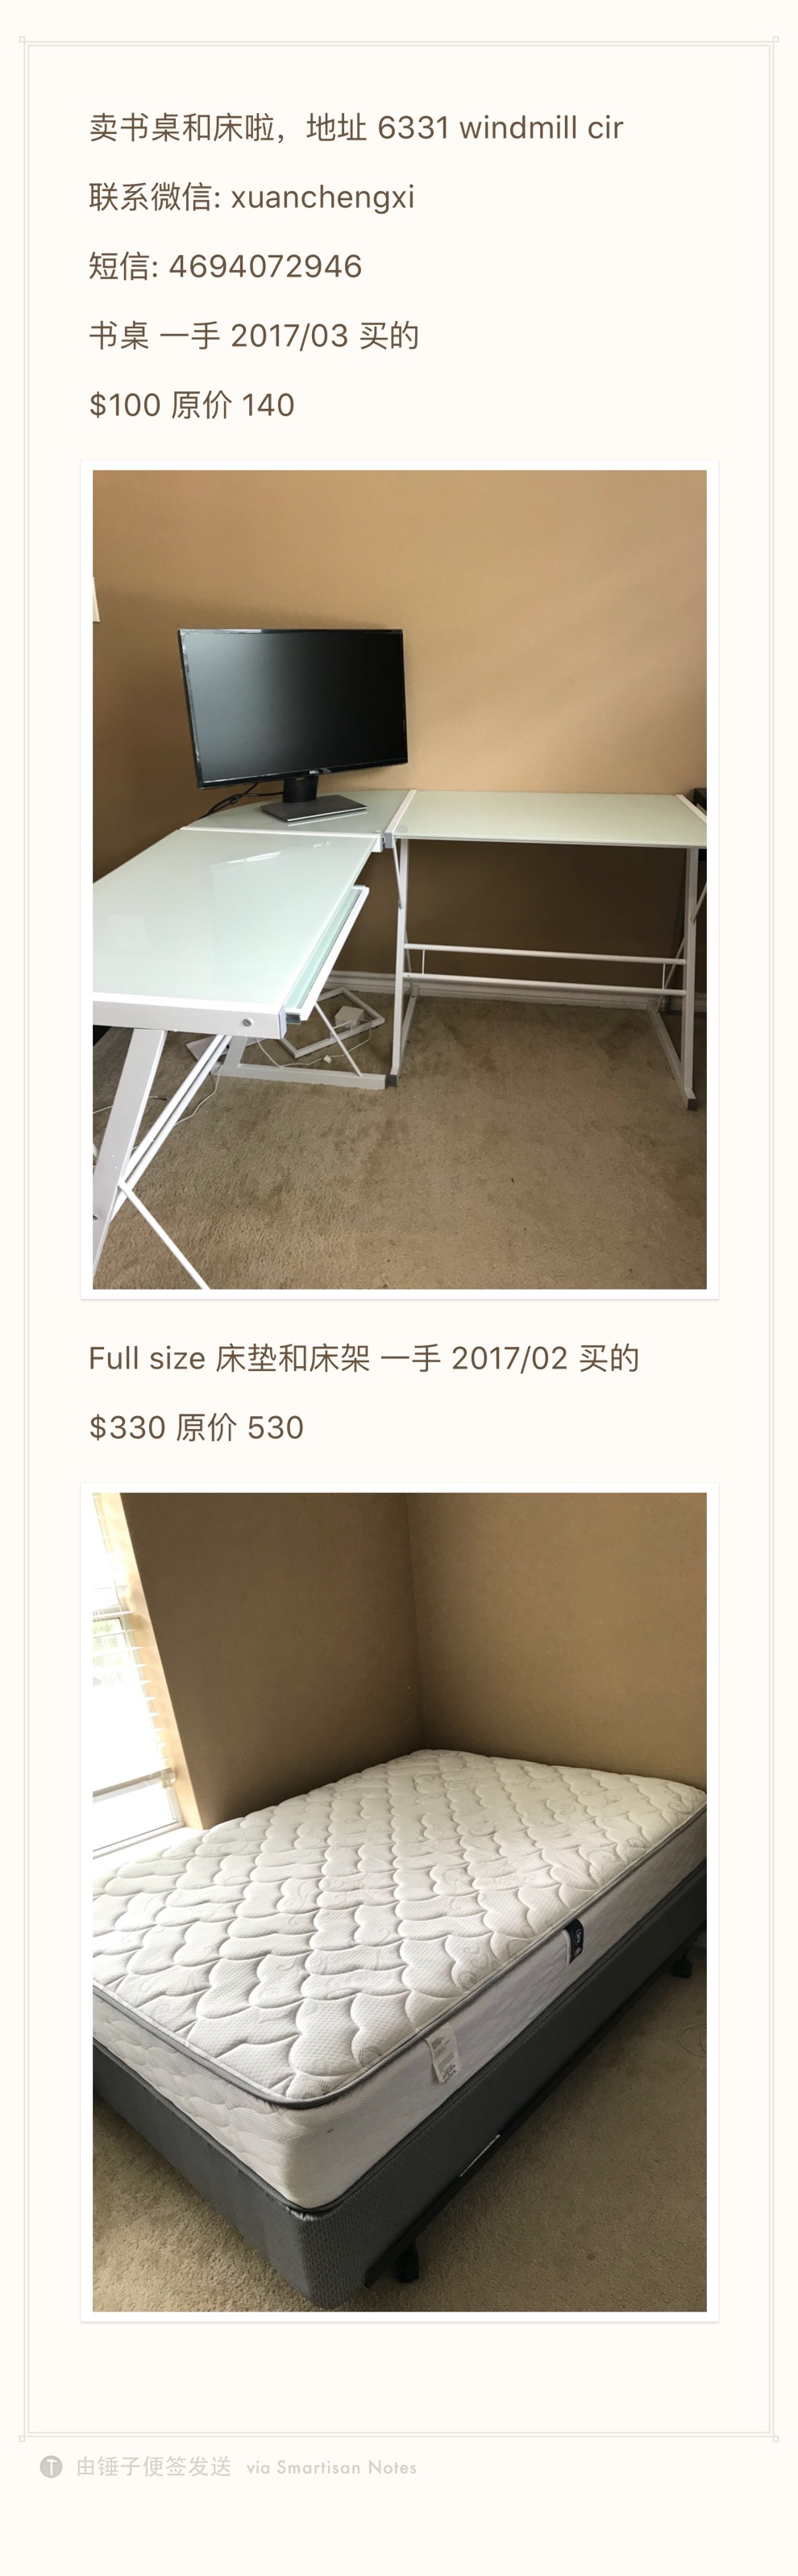 卖书桌和床啦，地址 6331 windmill cir
联系微信: xuanchengxi
短信: 4694072946
书桌 一手 2017/03 买的
$100 原价 140
DELL
Full size 床垫和床架 一手 2017/02 买的
$330 原价 530
由锤子便签发送 via Smartisan Notes